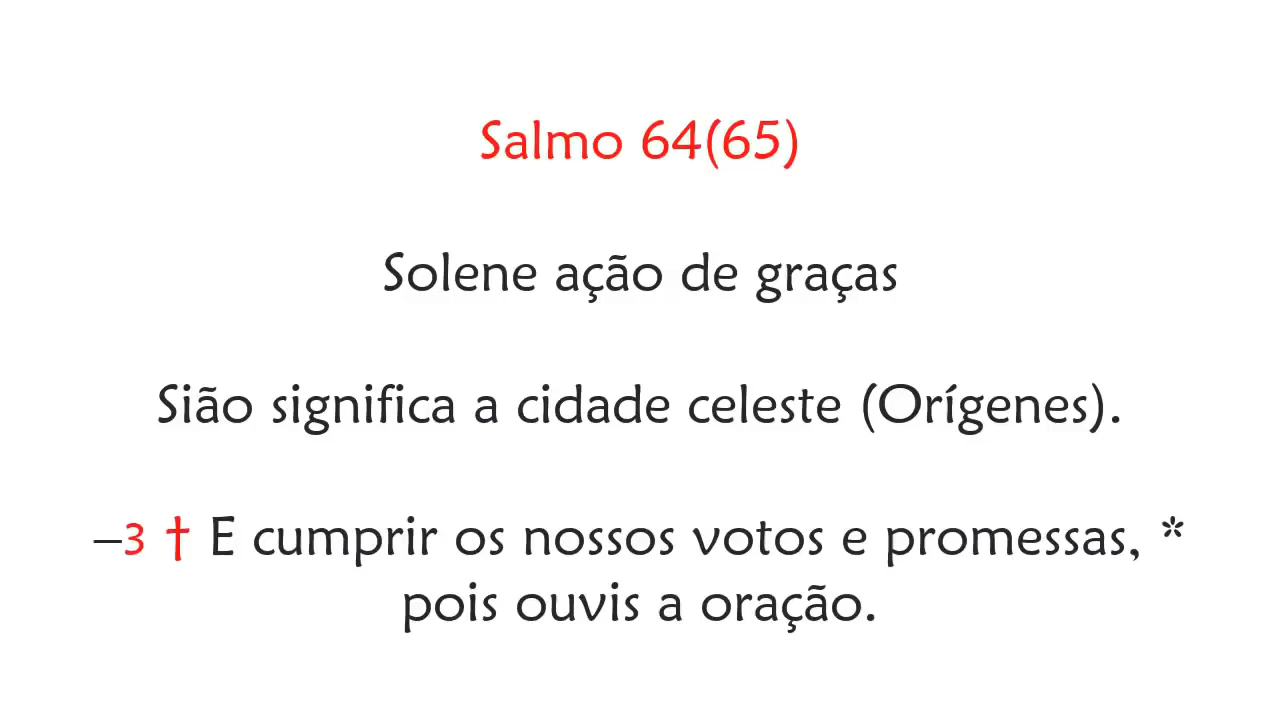 Salmo 64(65)
Solene ação de graças
Sião significa a cidade celeste (Orígenes).
–3 † E cumprir os nossos votos e promessas, *
pois ouvis a oração.